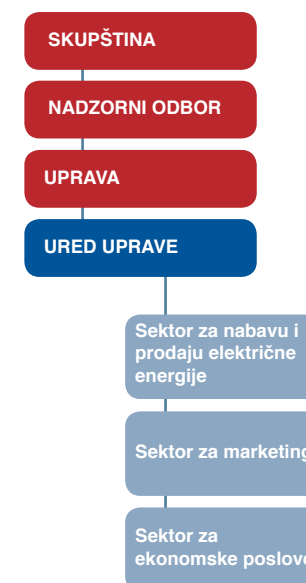 SKUPŠTINA
NADZORNI ODBOR
UPRAVA
URED UPRAVE
Sektor za nabavu i
prodaju električne
energije
Sektor za marketing
Sektor za
ekonomske poslove